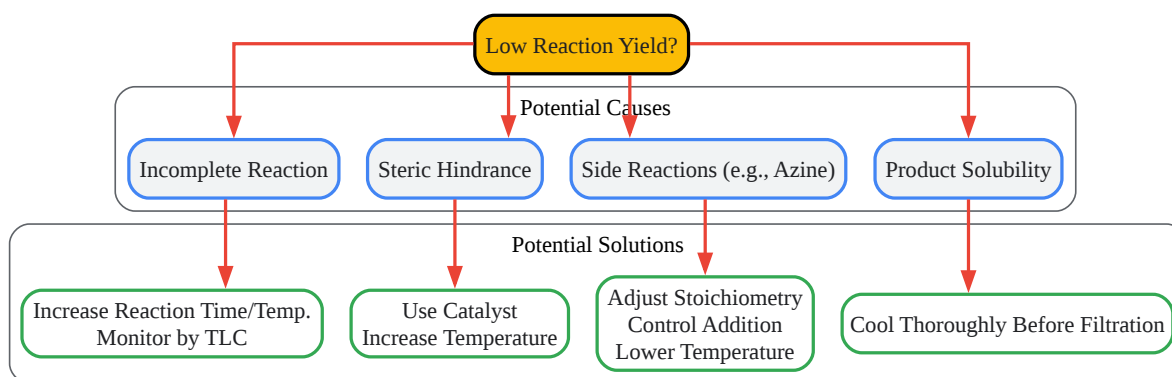 Low Reaction Yield?
Potential Causes
Incomplete Reaction
Steric Hindrance
Side Reactions (e.g., Azine)
Product Solubility
Potential Solutions
Increase Reaction Time/Temp.
Monitor by TLC
Use Catalyst
Increase Temperature
Adjust Stoichiometry
Control Addition
Lower Temperature
Cool Thoroughly Before Filtration